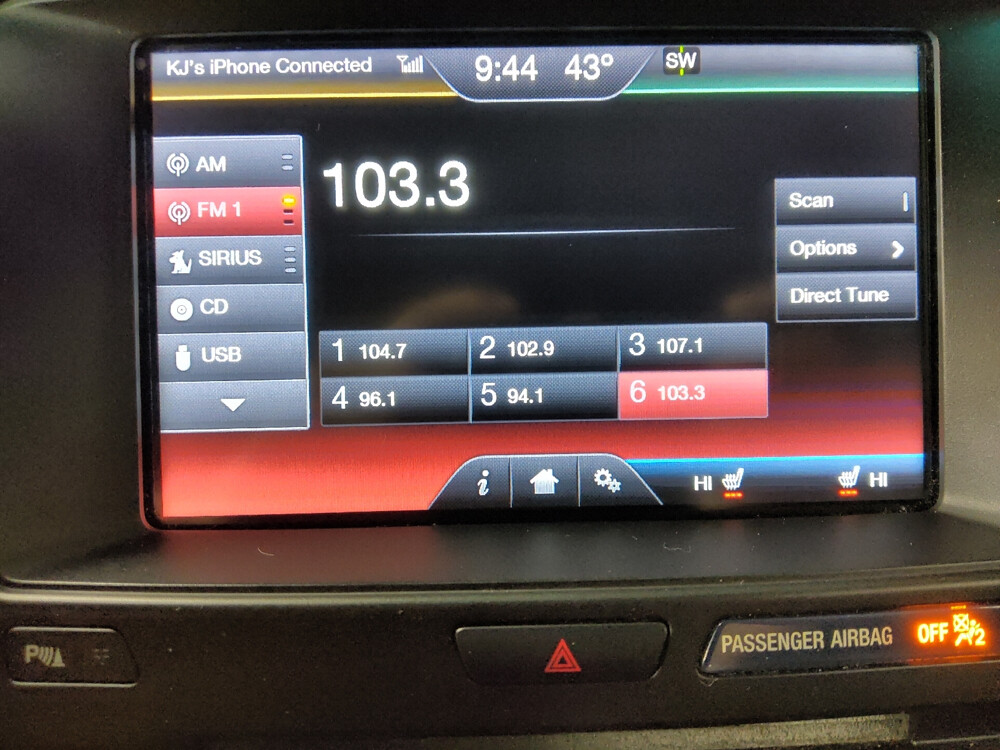 KJ's iPhone Connected 9:44 43° SW
AM
FM 1
SIRIUS
CD
USB
103.3
Scan
Options
Direct Tune
1 104.7 2 102.9 3 107.1
4 96.1 5 94.1 6 103.3
i HI HI
P
PASSENGER AIRBAG OFF 2